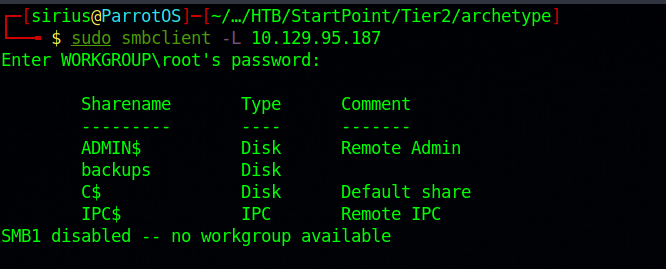 ┌─[sirius@ParrotOS]─[~/…/HTB/StartPoint/Tier2/archetype]
└──╼ $ sudo smbclient -L 10.129.95.187
Enter WORKGROUP\root's password:
Sharename Type Comment
--------- ---- -------
ADMIN$ Disk Remote Admin
backups Disk
C$ Disk Default share
IPC$ IPC Remote IPC
SMB1 disabled -- no workgroup available